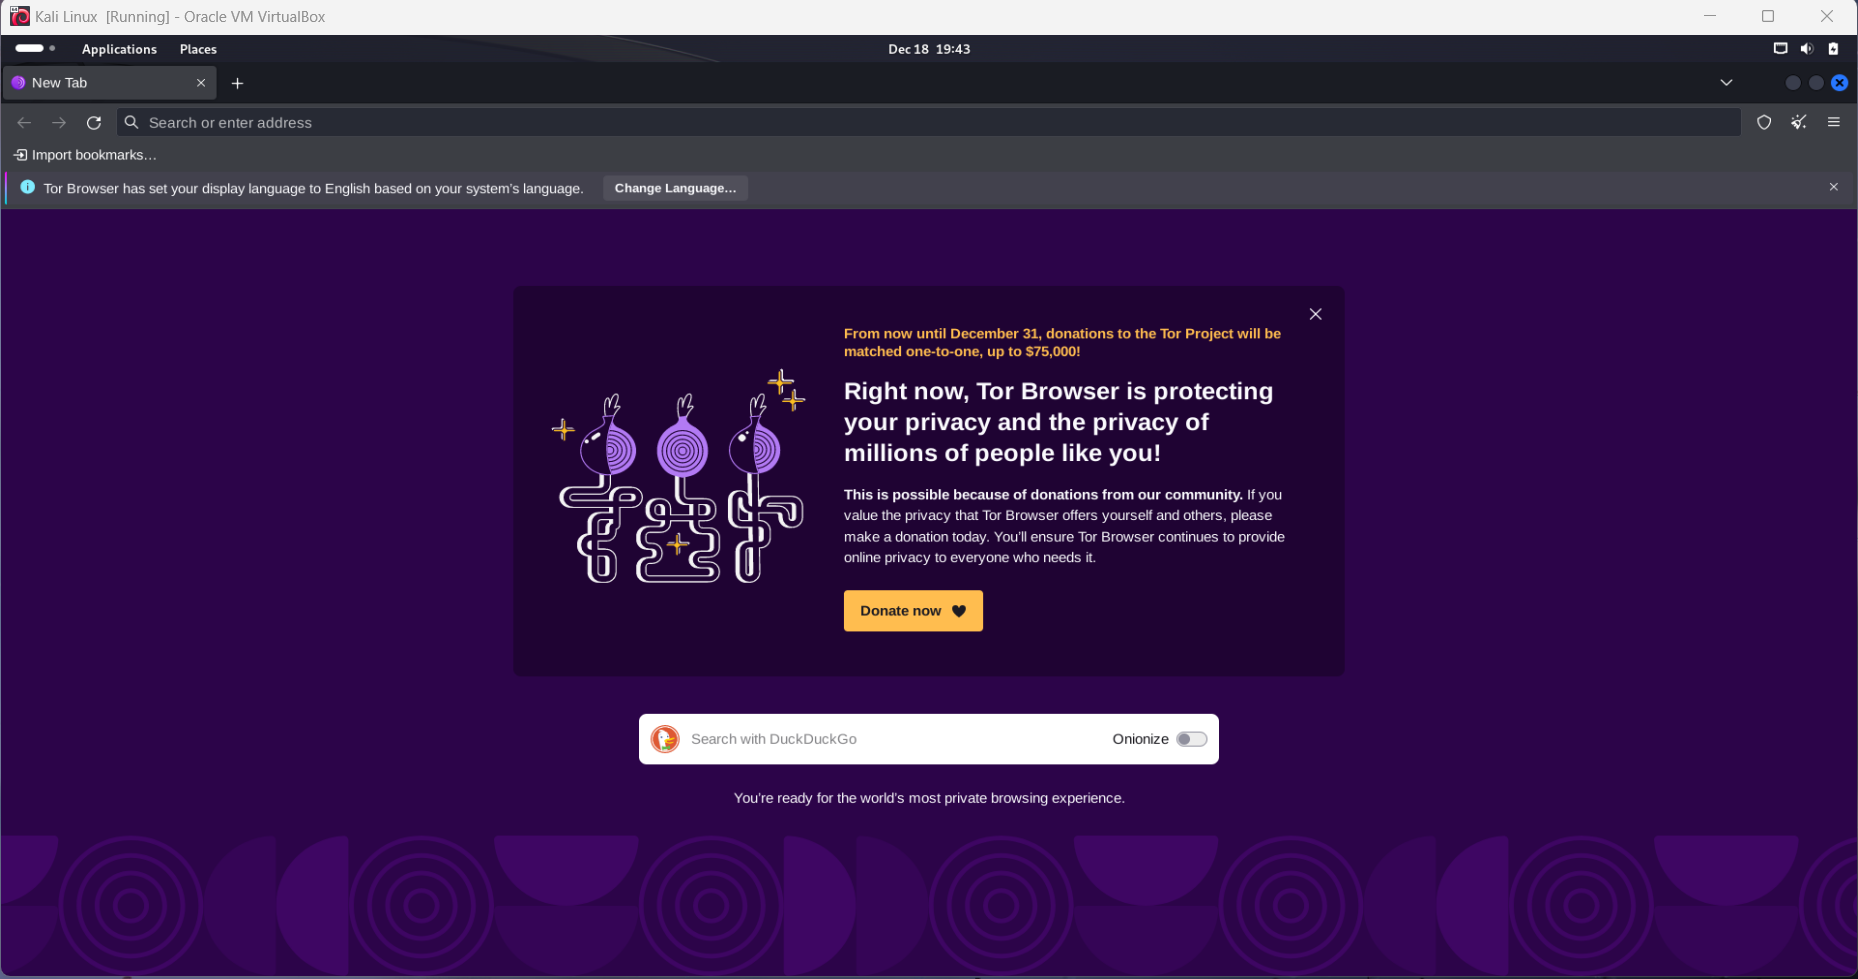 Kali Linux [Running] - Oracle VM VirtualBox
Applications Places Dec 18 19:43
New Tab
Search or enter address
Import bookmarks…
Tor Browser has set your display language to English based on your system's language. Change Language…
From now until December 31, donations to the Tor Project will be
matched one-to-one, up to $75,000!
Right now, Tor Browser is protecting
your privacy and the privacy of
millions of people like you!
This is possible because of donations from our community. If you
value the privacy that Tor Browser offers yourself and others, please
make a donation today. You'll ensure Tor Browser continues to provide
online privacy to everyone who needs it.
Donate now
Search with DuckDuckGo Onionize
You're ready for the world's most private browsing experience.